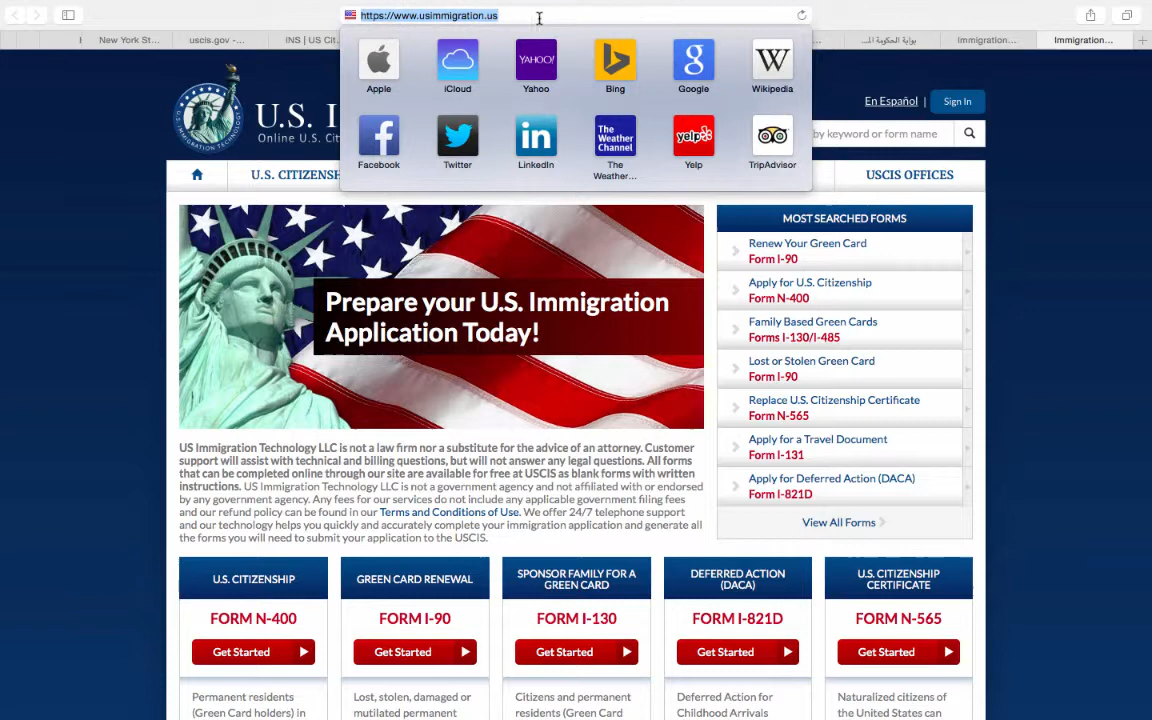 https://www.usimmigration.us
New York St...
uscis.gov -...
INS | US Cit.
بوابة الحكومة الإ...
Immigration...
Immigration...
Apple
iCloud
YAHOO!
Yahoo
Bing
Google
W
Wikipedia
Facebook
Twitter
LinkedIn
The Weather Channel
The Weather...
yelp
Yelp
TripAdvisor
U.S. I
Online U.S. Cit
En Español |
Sign In
by keyword or form name
U.S. CITIZENSH
USCIS OFFICES
Prepare your U.S. Immigration
Application Today!
MOST SEARCHED FORMS
Renew Your Green Card
Form I-90
Apply for U.S. Citizenship
Form N-400
Family Based Green Cards
Forms I-130/I-485
Lost or Stolen Green Card
Form I-90
Replace U.S. Citizenship Certificate
Form N-565
Apply for a Travel Document
Form I-131
Apply for Deferred Action (DACA)
Form I-821D
View All Forms
US Immigration Technology LLC is not a law firm nor a substitute for the advice of an attorney. Customer
support will assist with technical and billing questions, but will not answer any legal questions. All forms
that can be completed online through our site are available for free at USCIS as blank forms with written
instructions. US Immigration Technology LLC is not a government agency and not affiliated with or endorsed
by any government agency. Any fees for our services do not include any applicable government filing fees
and our refund policy can be found in our Terms and Conditions of Use. We offer 24/7 telephone support
and our technology helps you quickly and accurately complete your immigration application and generate all
the forms you will need to submit your application to the USCIS.
U.S. CITIZENSHIP
FORM N-400
Get Started
Permanent residents
(Green Card holders) in
GREEN CARD RENEWAL
FORM I-90
Get Started
Lost, stolen, damaged or
mutilated permanent
SPONSOR FAMILY FOR A
GREEN CARD
FORM I-130
Get Started
Citizens and permanent
residents (Green Card
DEFERRED ACTION
(DACA)
FORM I-821D
Get Started
Deferred Action for
Childhood Arrivals
U.S. CITIZENSHIP
CERTIFICATE
FORM N-565
Get Started
Naturalized citizens of
the United States can